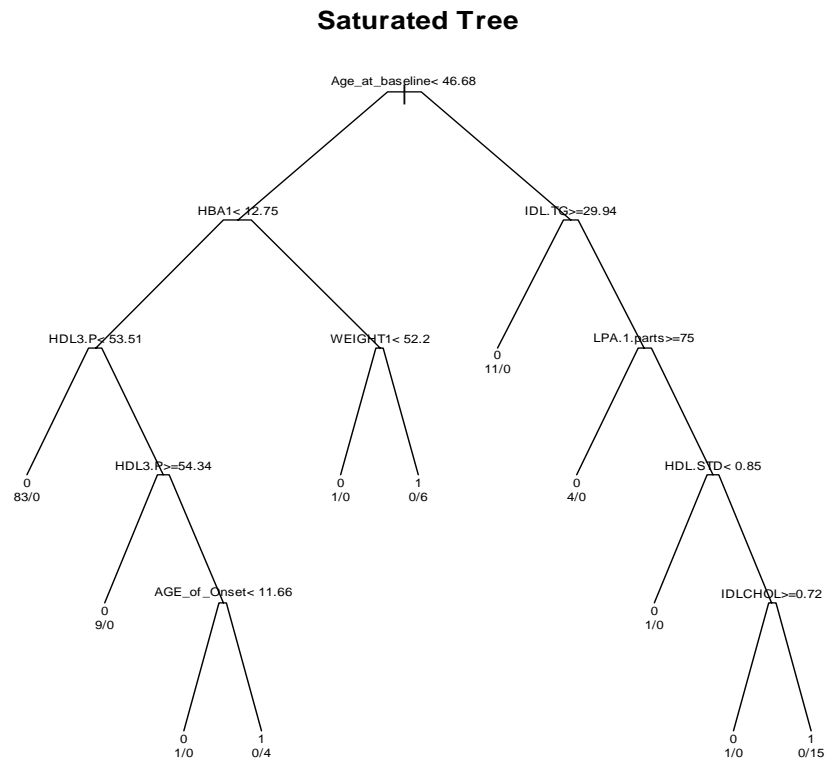 Saturated Tree
Age_at_baseline< 46.68
HBA1< 12.75
IDL.TG>=29.94
HDL3.P< 53.51
WEIGHT1< 52.2
0
11/0
LPA.1.parts>=75
0
83/0
HDL3.P>=54.34
0
1/0
1
0/6
0
4/0
HDL.STD< 0.85
0
9/0
AGE_of_Onset< 11.66
0
1/0
IDLCHOL>=0.72
0
1/0
1
0/4
0
1/0
1
0/15